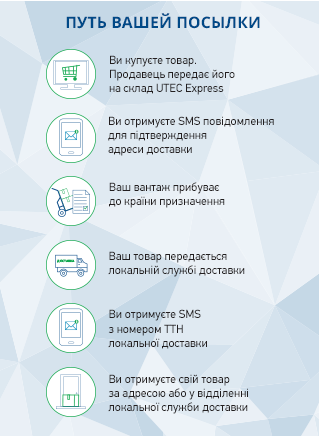 ПУТЬ ВАШЕЙ ПОСЫЛКИ
Ви купуєте товар.
Продавець передає його
на склад UTEC Express
Ви отримуєте SMS повідомлення
для підтверждення
адреси доставки
Ваш вантаж прибуває
до країни призначення
ДОСТАВКА
Ваш товар передається
локальній службі доставки
Ви отримуєте SMS
з номером ТТН
локальної доставки
Ви отримуєте свій товар
за адресою або у відділенні
локальної служби доставки